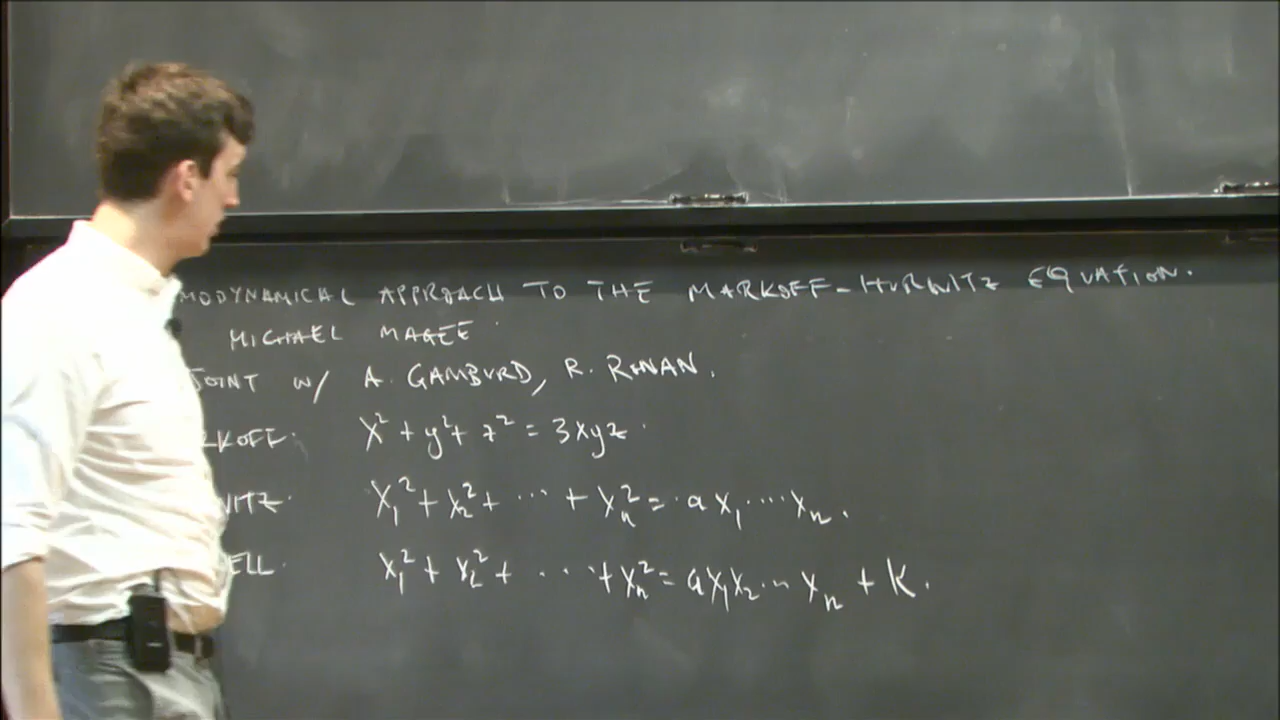 MODYNAMICAL APPROACH TO THE MARKOFF-HURWITZ EQUATION.
MICHAEL MAGEE
JOINT W/ A. GAMBURD, R. RONAN.
RKOFF. x² + y² + z² = 3xyz.
WITZ. x₁² + x₂² + ... + xₙ² = a x₁ .... xₙ.
ELL. x₁² + x₂² + ... + xₙ² = a x₁x₂ ... xₙ + k.